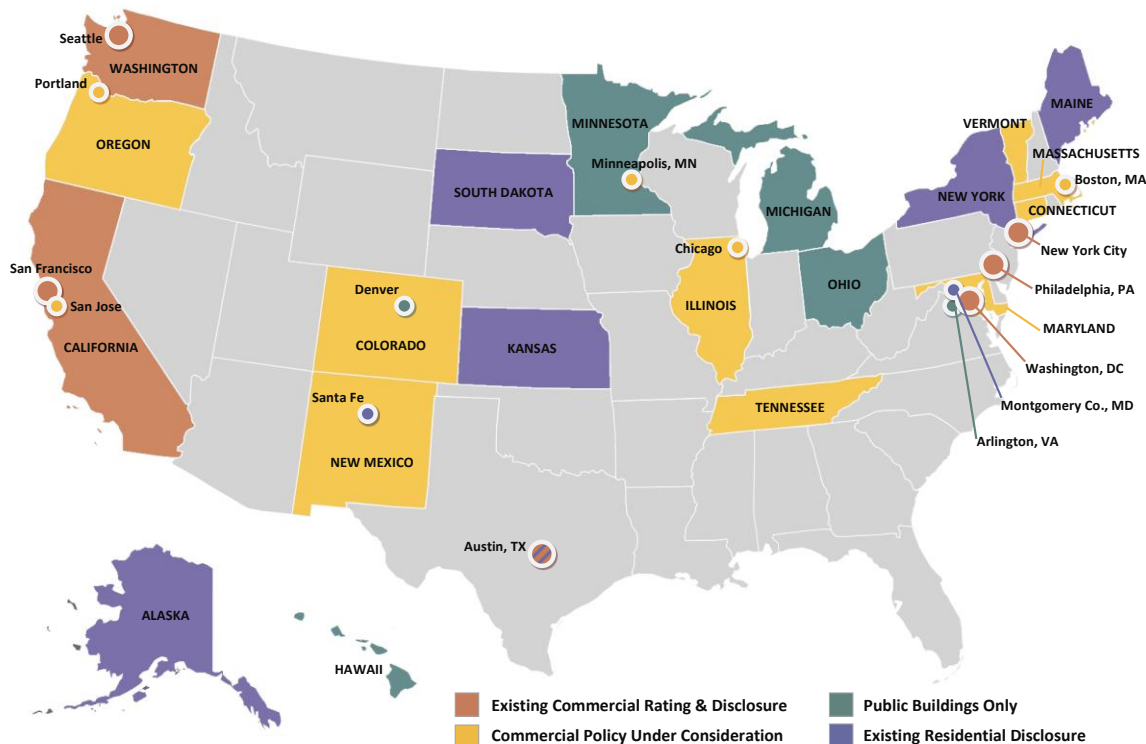 Seattle
WASHINGTON
Portland
OREGON
MINNESOTA
Minneapolis, MN
SOUTH DAKOTA
MICHIGAN
MAINE
VERMONT
MASSACHUSETTS
Boston, MA
NEW YORK
CONNECTICUT
New York City
Chicago
San Francisco
San Jose
CALIFORNIA
Denver
COLORADO
KANSAS
ILLINOIS
OHIO
Philadelphia, PA
MARYLAND
Washington, DC
Montgomery Co., MD
Arlington, VA
Santa Fe
NEW MEXICO
TENNESSEE
Austin, TX
ALASKA
HAWAII
Existing Commercial Rating & Disclosure
Commercial Policy Under Consideration
Public Buildings Only
Existing Residential Disclosure